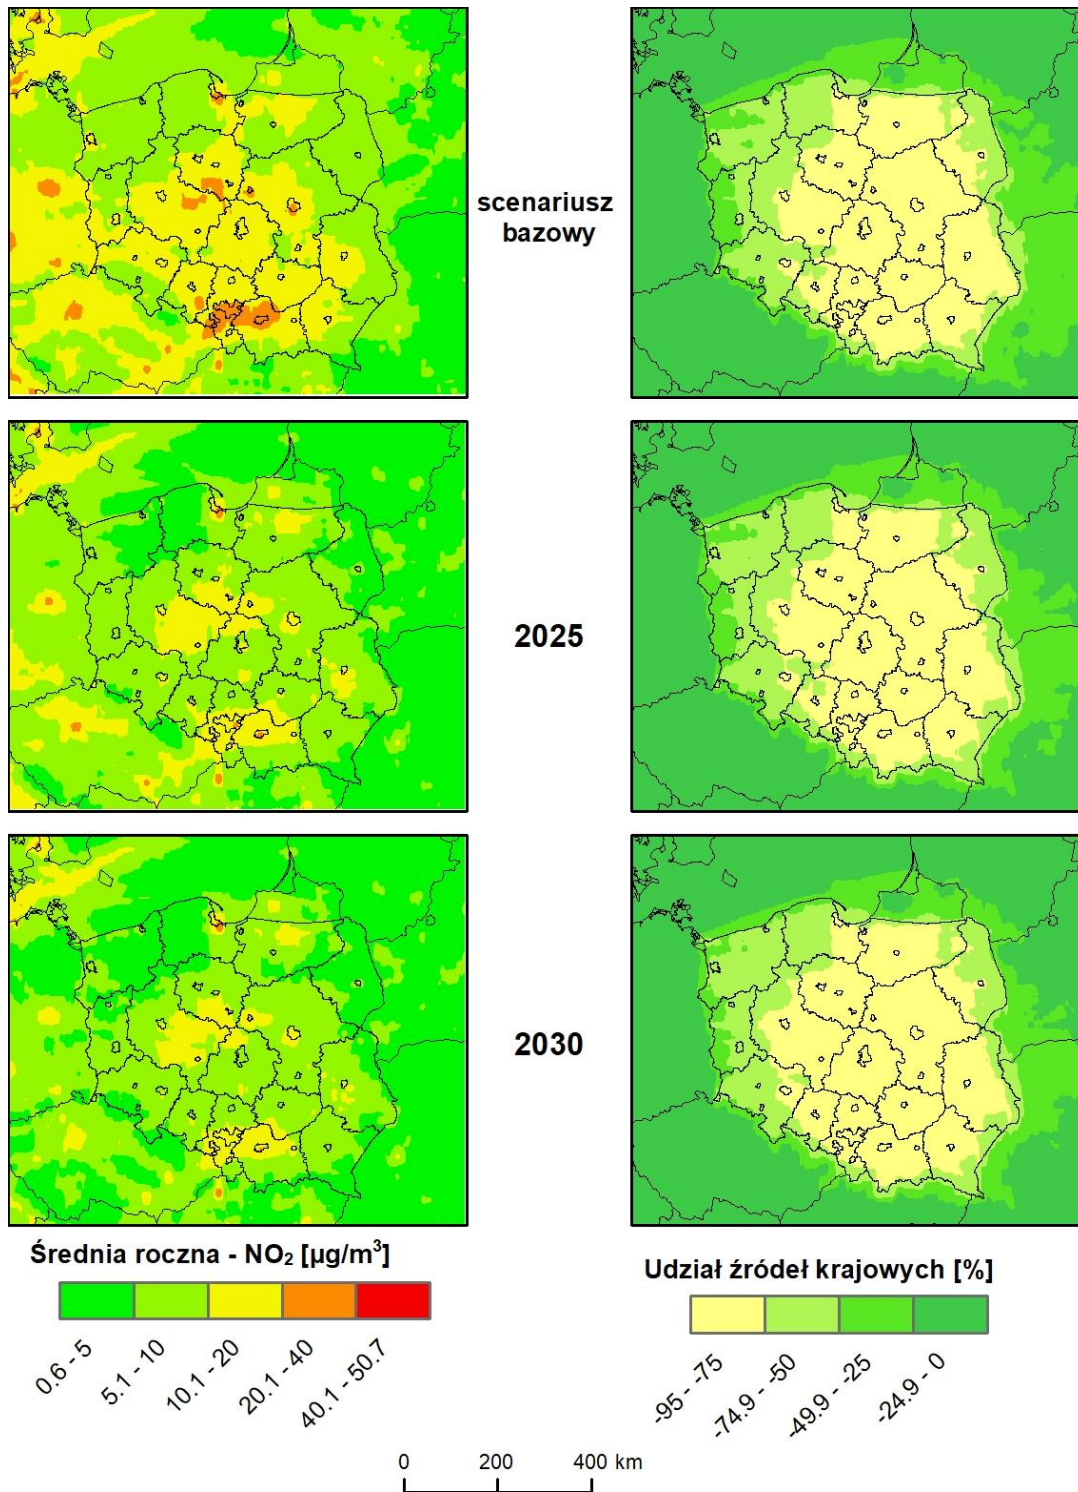 scenariusz
bazowy
2025
2030
Średnia roczna - NO₂ [µg/m³]
0.6 - 5
5.1 - 10
10.1 - 20
20.1 - 40
40.1 - 50.7
Udział źródeł krajowych [%]
-95 - -75
-74.9 - -50
-49.9 - -25
-24.9 - 0
0 200 400 km